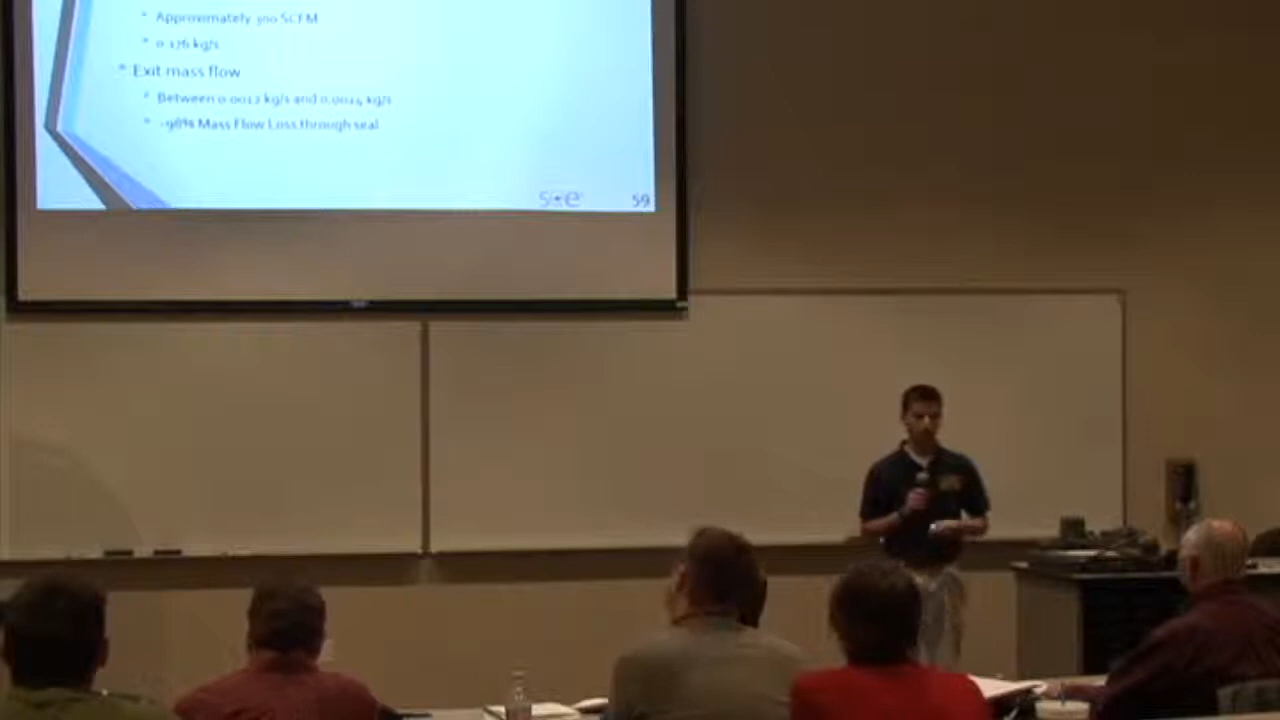 * Approximately 300 SCFM
* 0.176 kg/s
* Exit mass flow
* Between 0.0012 kg/s and 0.0024 kg/s
* ~98% Mass Flow Loss through seal
59